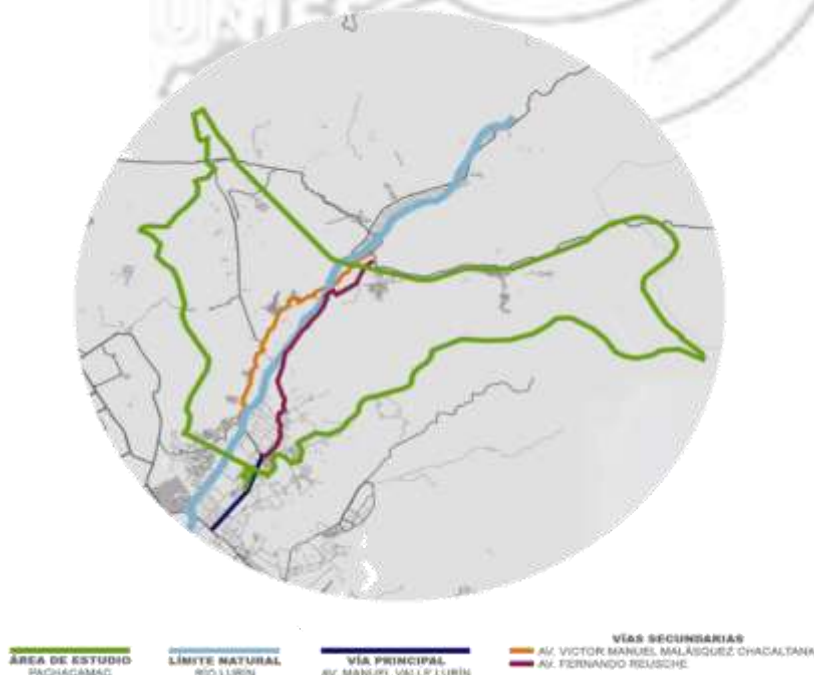 ÁREA DE ESTUDIO
PACHACAMAC
LÍMITE NATURAL
RÍO LURÍN
VÍA PRINCIPAL
AV. MANUEL VALLE LURÍN
VÍAS SECUNDARIAS
AV. VICTOR MANUEL MALÁSQUEZ CHACALTANA
AV. FERNANDO REUSCHE